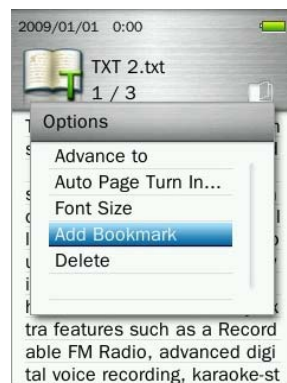 2009/01/01 0:00
TXT 2.txt
1 / 3
Options
Advance to
Auto Page Turn In...
Font Size
Add Bookmark
Delete
tra features such as a Record
able FM Radio, advanced digi
tal voice recording, karaoke-st